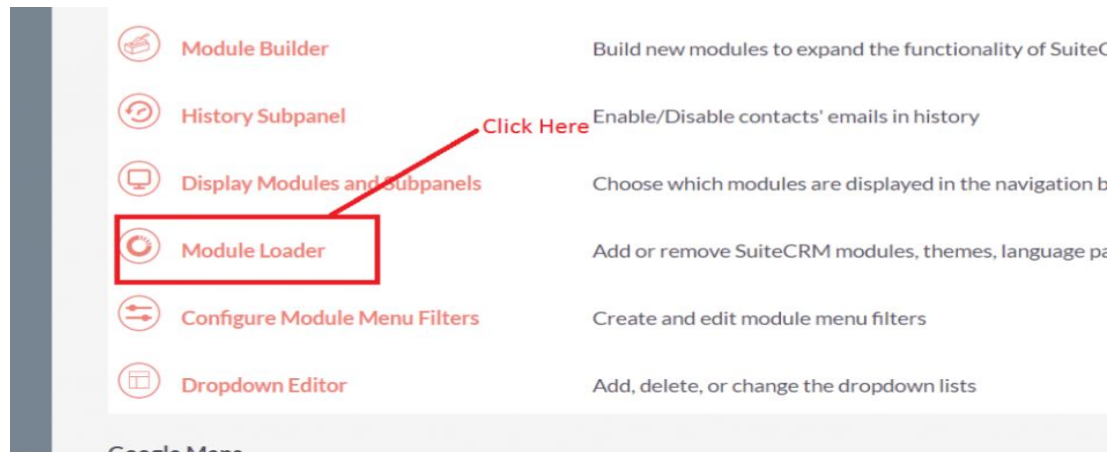 Module Builder
Build new modules to expand the functionality of Suite
History Subpanel
Click Here
Enable/Disable contacts' emails in history
Display Modules and Subpanels
Choose which modules are displayed in the navigation b
Module Loader
Add or remove SuiteCRM modules, themes, language pa
Configure Module Menu Filters
Create and edit module menu filters
Dropdown Editor
Add, delete, or change the dropdown lists
Google Maps